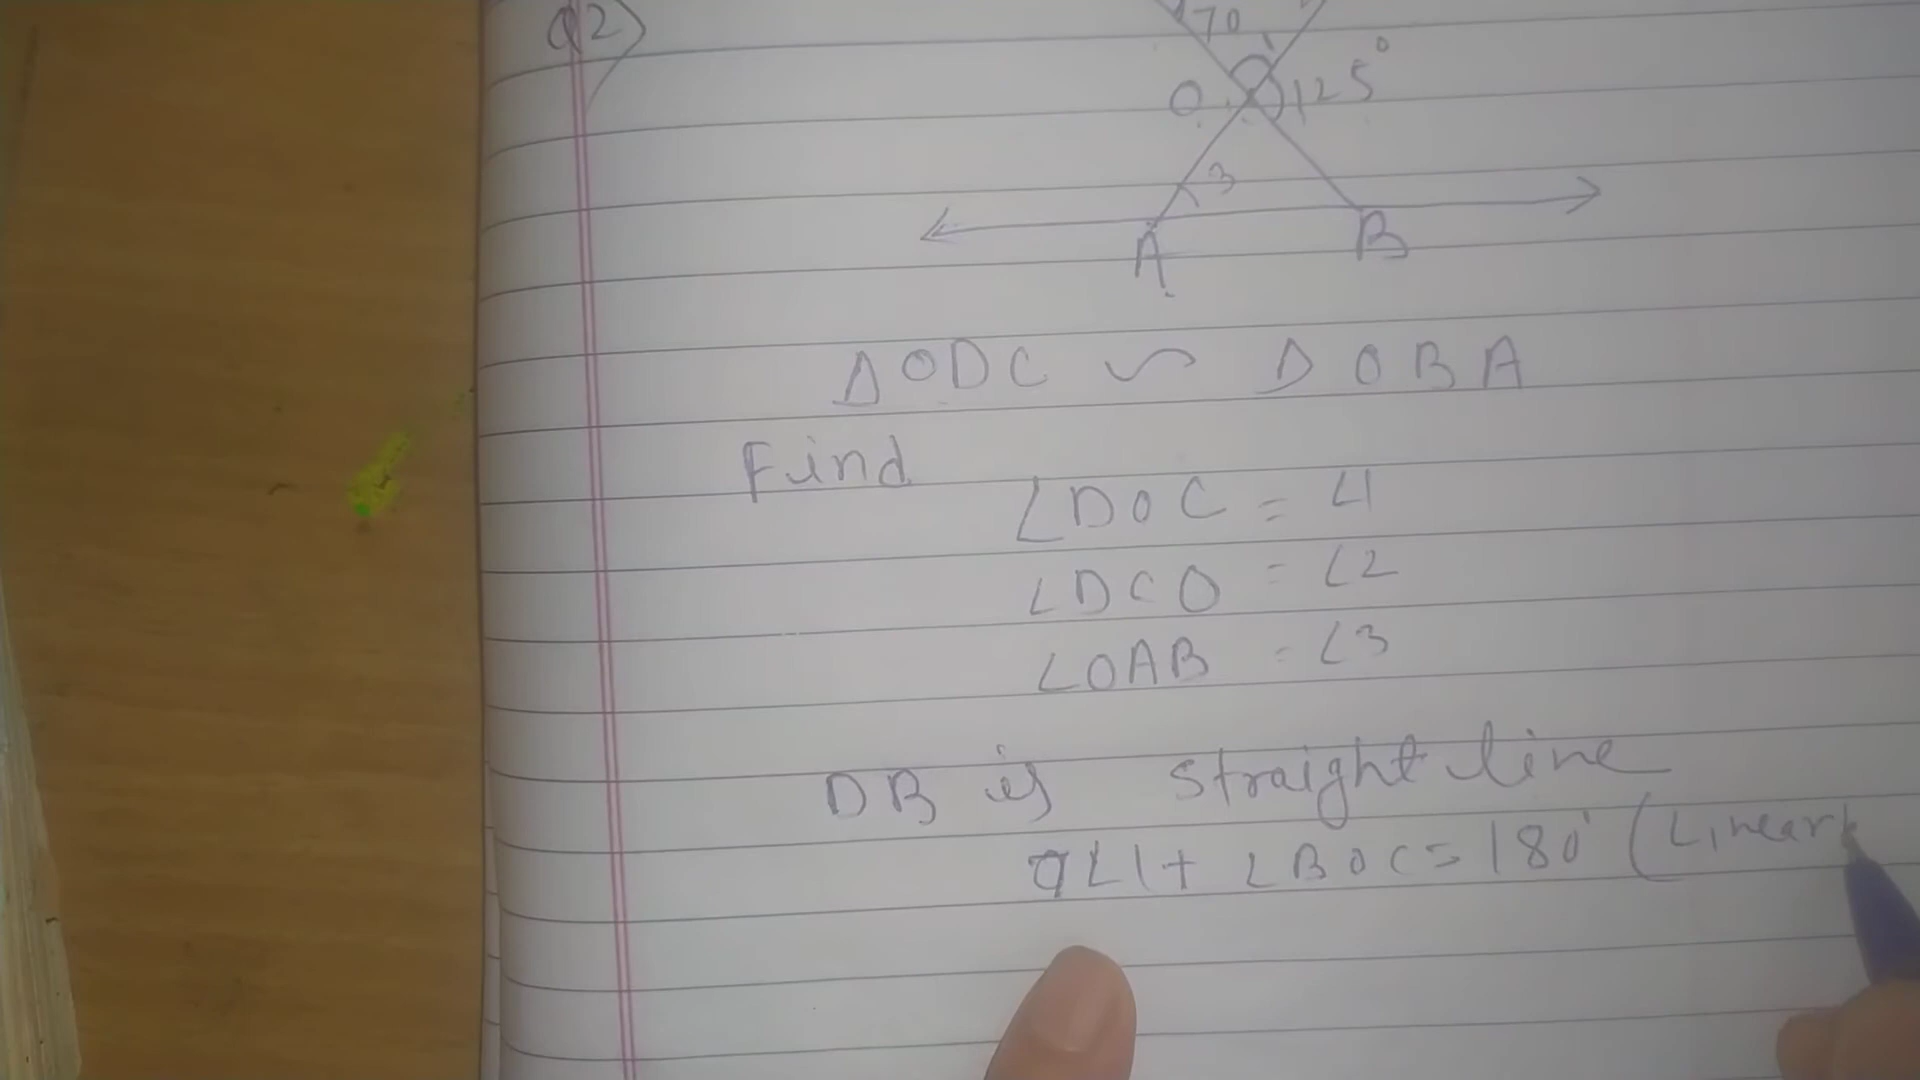 Q2)
70
1
O 125°
3
A B
ΔODC ∽ ΔOBA
Find
∠DOC = ∠1
∠DCO = ∠2
∠OAB = ∠3
DB is straight line
∠1 + ∠BOC = 180° (Linear